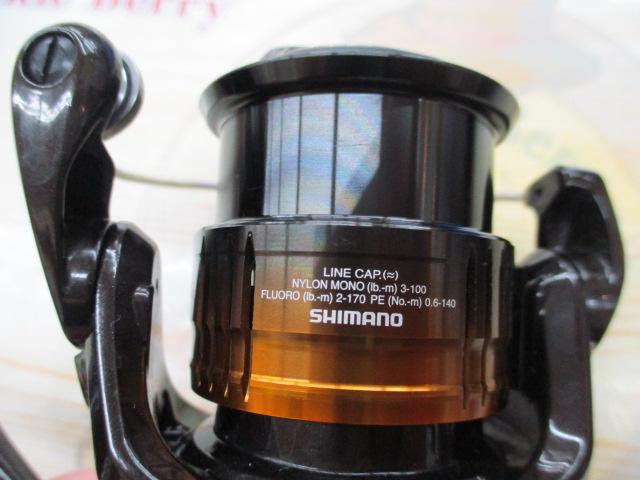 LINE CAP.(≈)
NYLON MONO (lb.-m) 3-100
FLUORO (lb.-m) 2-170 PE (No.-m) 0.6-140
SHIMANO